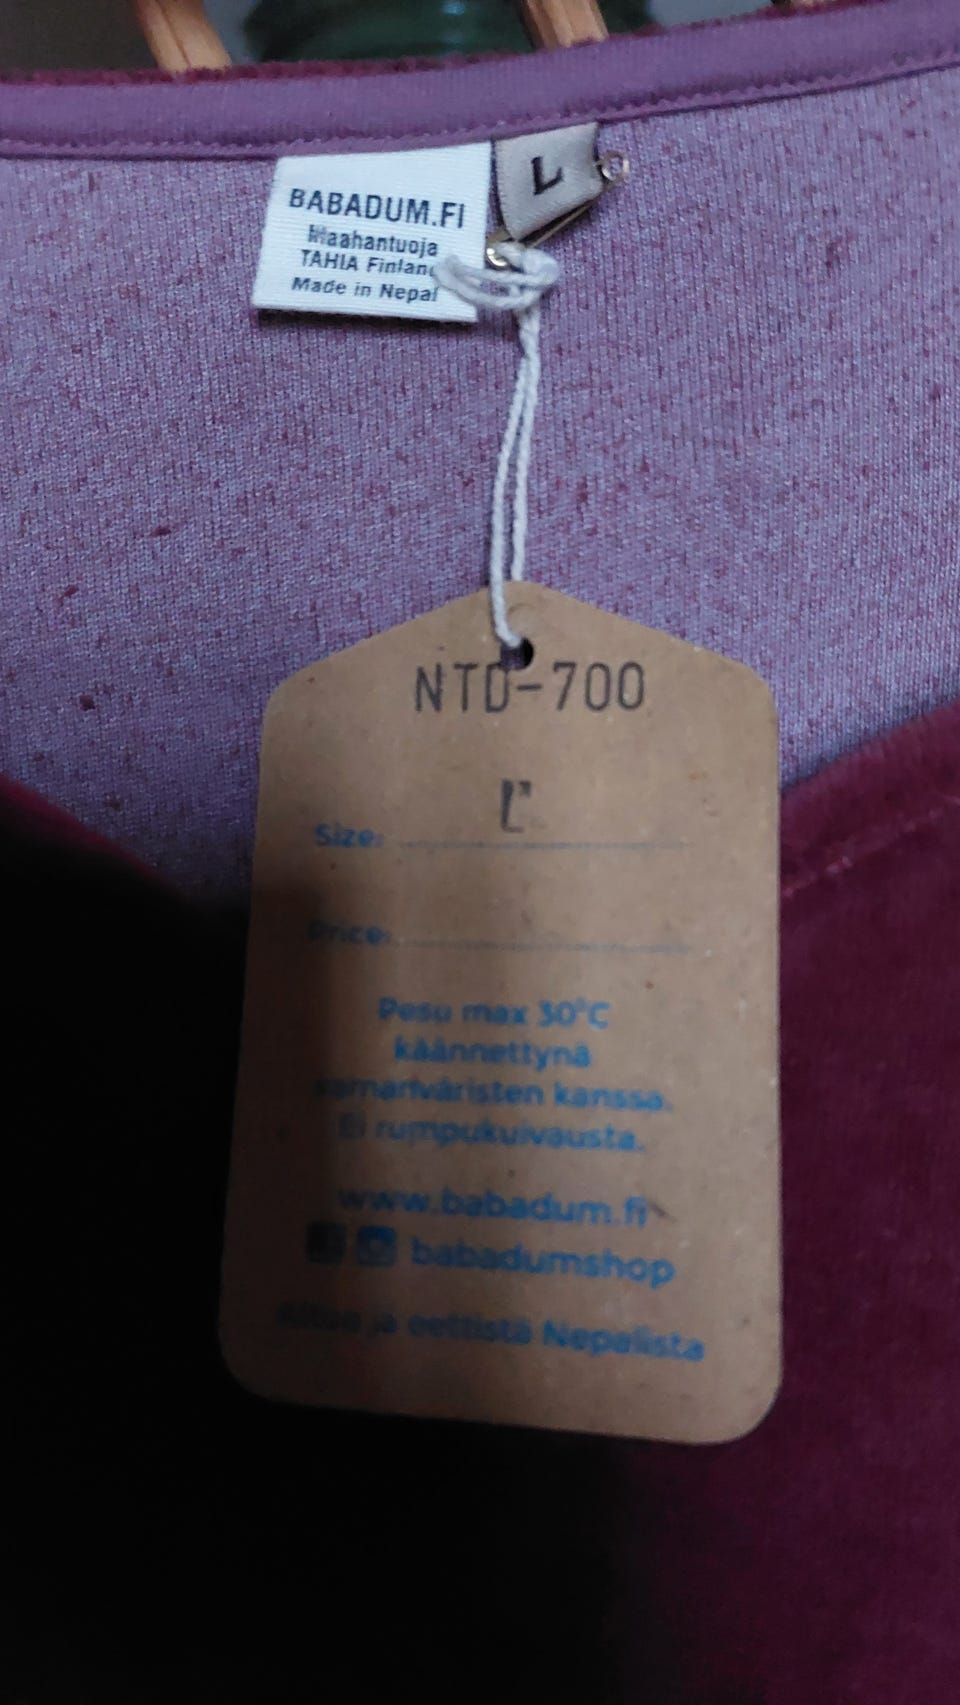 BABADUM.FI
Maahantuoja
TAHIA Finland
Made in Nepal
L
NTD-700
L
Size:
Price:
Pesu max 30°C
käännettynä
samanväristen kanssa.
Ei rumpukuivausta.
www.babadum.fi
babadumshop
Aitoa ja eettistä Nepalista